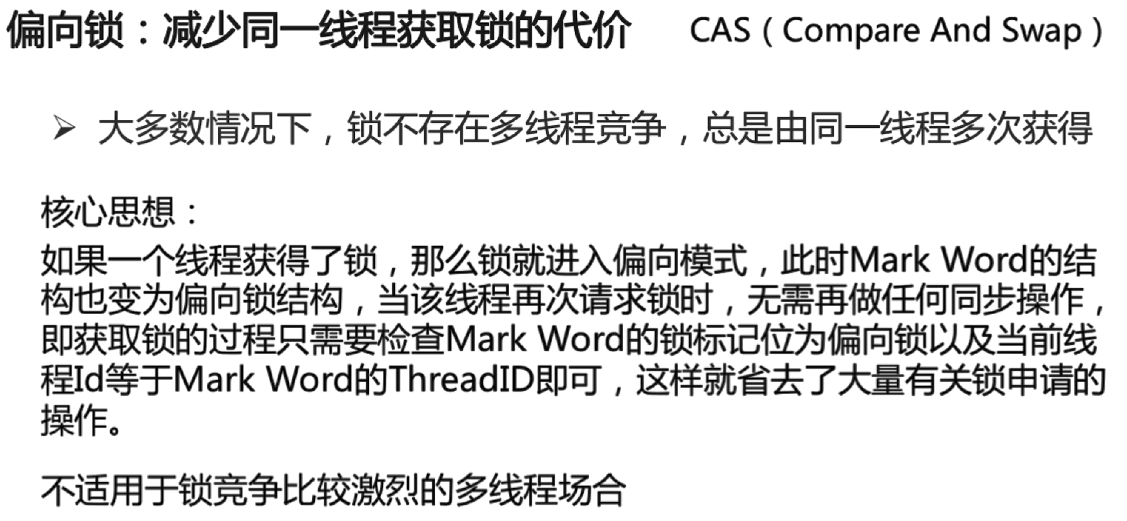 偏向锁：减少同一线程获取锁的代价 CAS（Compare And Swap）
➢ 大多数情况下，锁不存在多线程竞争，总是由同一线程多次获得
核心思想：
如果一个线程获得了锁，那么锁就进入偏向模式，此时Mark Word的结
构也变为偏向锁结构，当该线程再次请求锁时，无需再做任何同步操作，
即获取锁的过程只需要检查Mark Word的锁标记位为偏向锁以及当前线
程Id等于Mark Word的ThreadID即可，这样就省去了大量有关锁申请的
操作。
不适用于锁竞争比较激烈的多线程场合